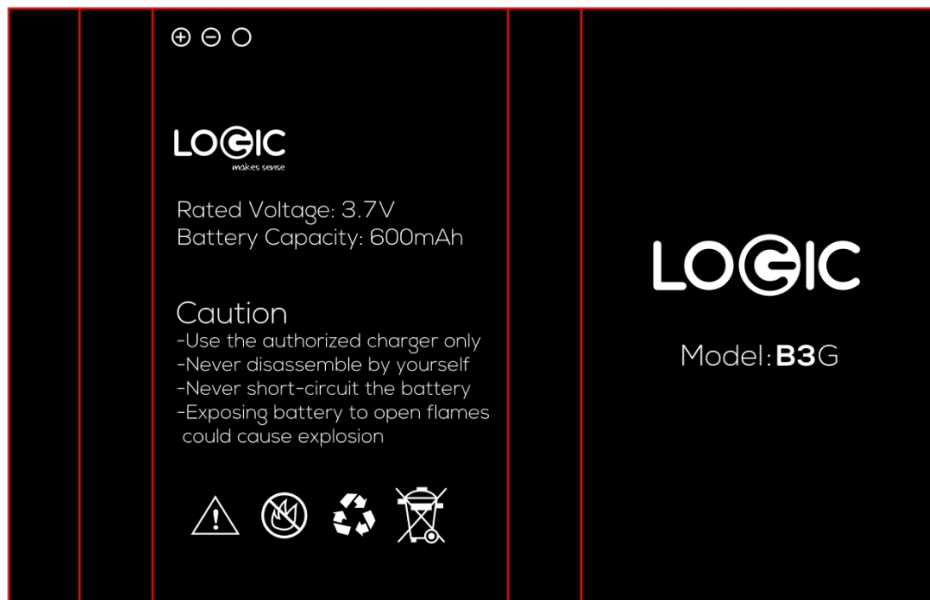 LOGIC
makes sense
Rated Voltage: 3.7V
Battery Capacity: 600mAh
Caution
-Use the authorized charger only
-Never disassemble by yourself
-Never short-circuit the battery
-Exposing battery to open flames
could cause explosion
LOGIC
Model:B3G